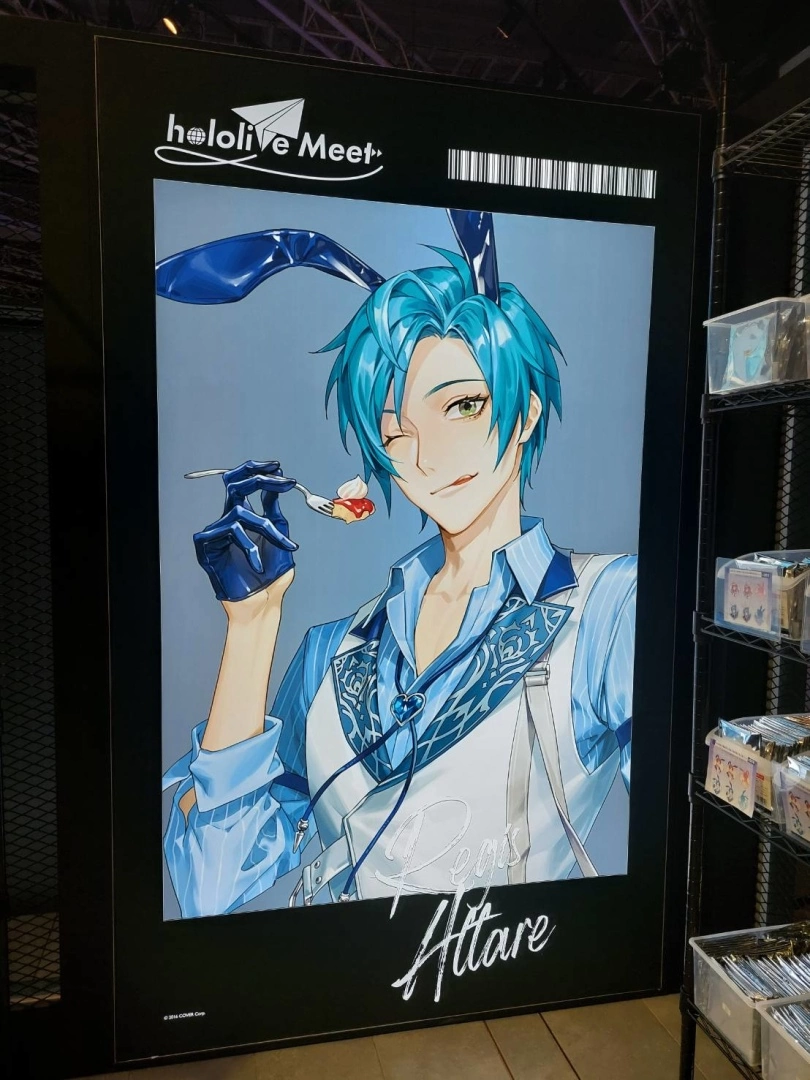 hololive Meet
Regis
Altare
© 2016 COVER Corp.